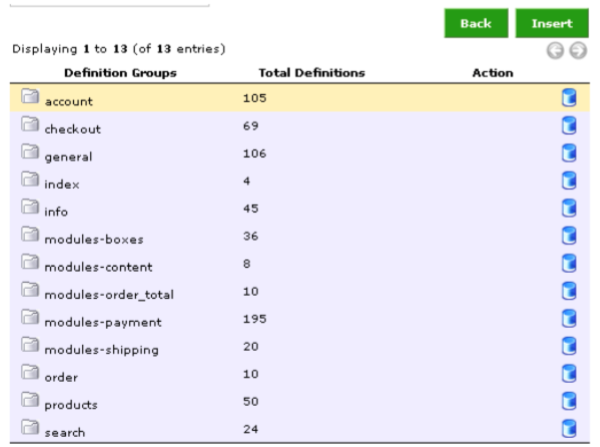 Back Insert
Displaying 1 to 13 (of 13 entries)
Definition Groups Total Definitions Action
account 105
checkout 69
general 106
index 4
info 45
modules-boxes 36
modules-content 8
modules-order_total 10
modules-payment 195
modules-shipping 20
order 10
products 50
search 24